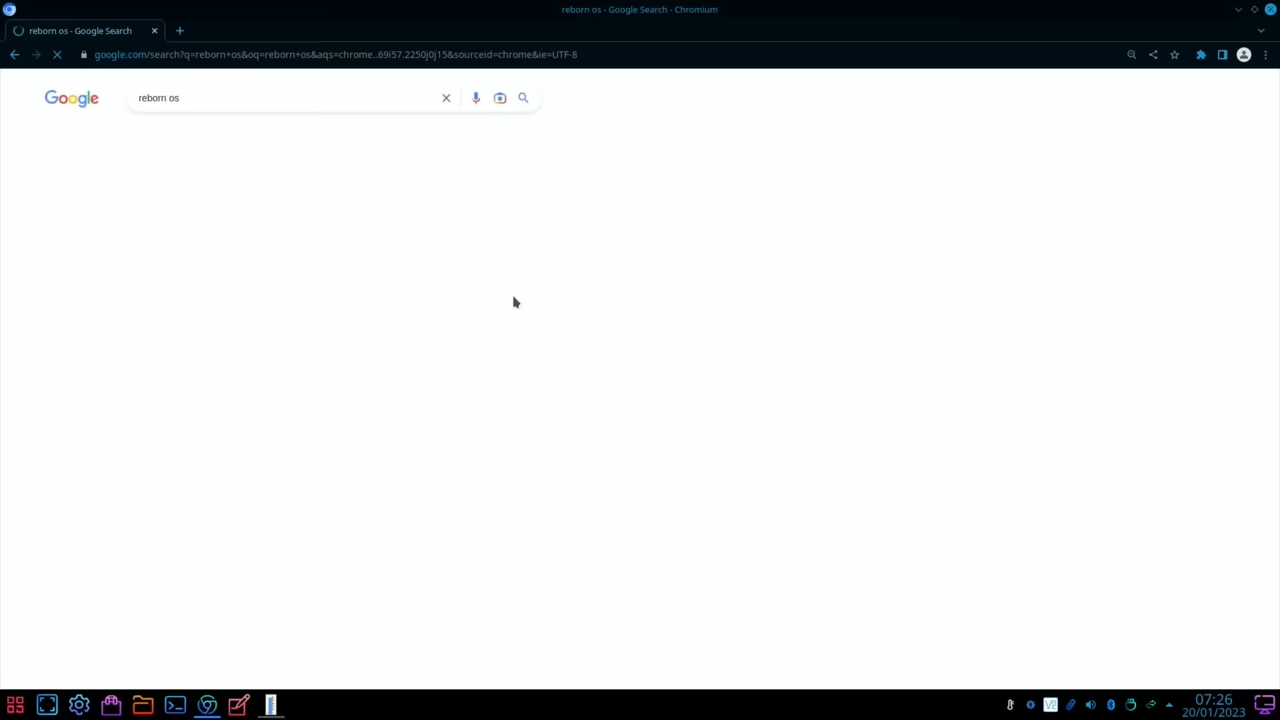 reborn os - Google Search - Chromium
reborn os - Google Search
google.com/search?q=reborn+os&oq=reborn+os&aqs=chrome..69i57.2250j0j15&sourceid=chrome&ie=UTF-8
Google
reborn os
V2
07:26
20/01/2023